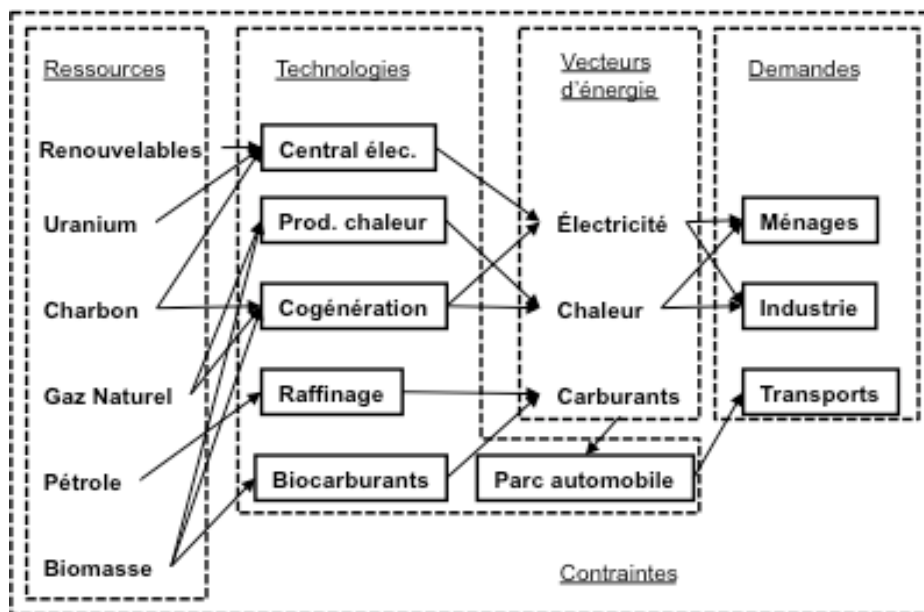 Ressources
Renouvelables
Uranium
Charbon
Gaz Naturel
Pétrole
Biomasse
Technologies
Central élec.
Prod. chaleur
Cogénération
Raffinage
Biocarburants
Parc automobile
Vecteurs
d'énergie
Électricité
Chaleur
Carburants
Demandes
Ménages
Industrie
Transports
Contraintes